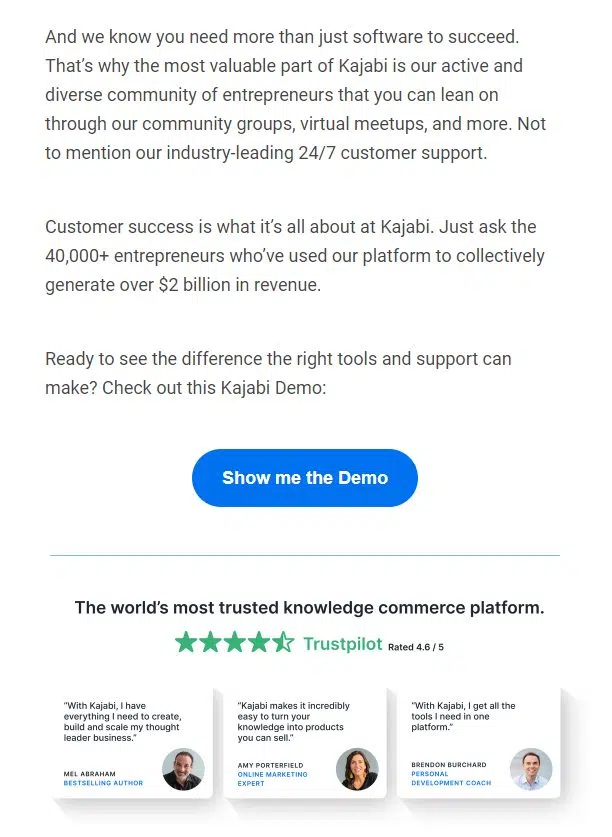 And we know you need more than just software to succeed.
That’s why the most valuable part of Kajabi is our active and
diverse community of entrepreneurs that you can lean on
through our community groups, virtual meetups, and more. Not
to mention our industry-leading 24/7 customer support.
Customer success is what it’s all about at Kajabi. Just ask the
40,000+ entrepreneurs who’ve used our platform to collectively
generate over $2 billion in revenue.
Ready to see the difference the right tools and support can
make? Check out this Kajabi Demo:
Show me the Demo
The world’s most trusted knowledge commerce platform.
Trustpilot Rated 4.6 / 5
“With Kajabi, I have
everything I need to create,
build and scale my thought
leader business.”
MEL ABRAHAM
BESTSELLING AUTHOR
“Kajabi makes it incredibly
easy to turn your
knowledge into products
you can sell.”
AMY PORTERFIELD
ONLINE MARKETING
EXPERT
“With Kajabi, I get all the
tools I need in one
platform.”
BRENDON BURCHARD
PERSONAL
DEVELOPMENT COACH